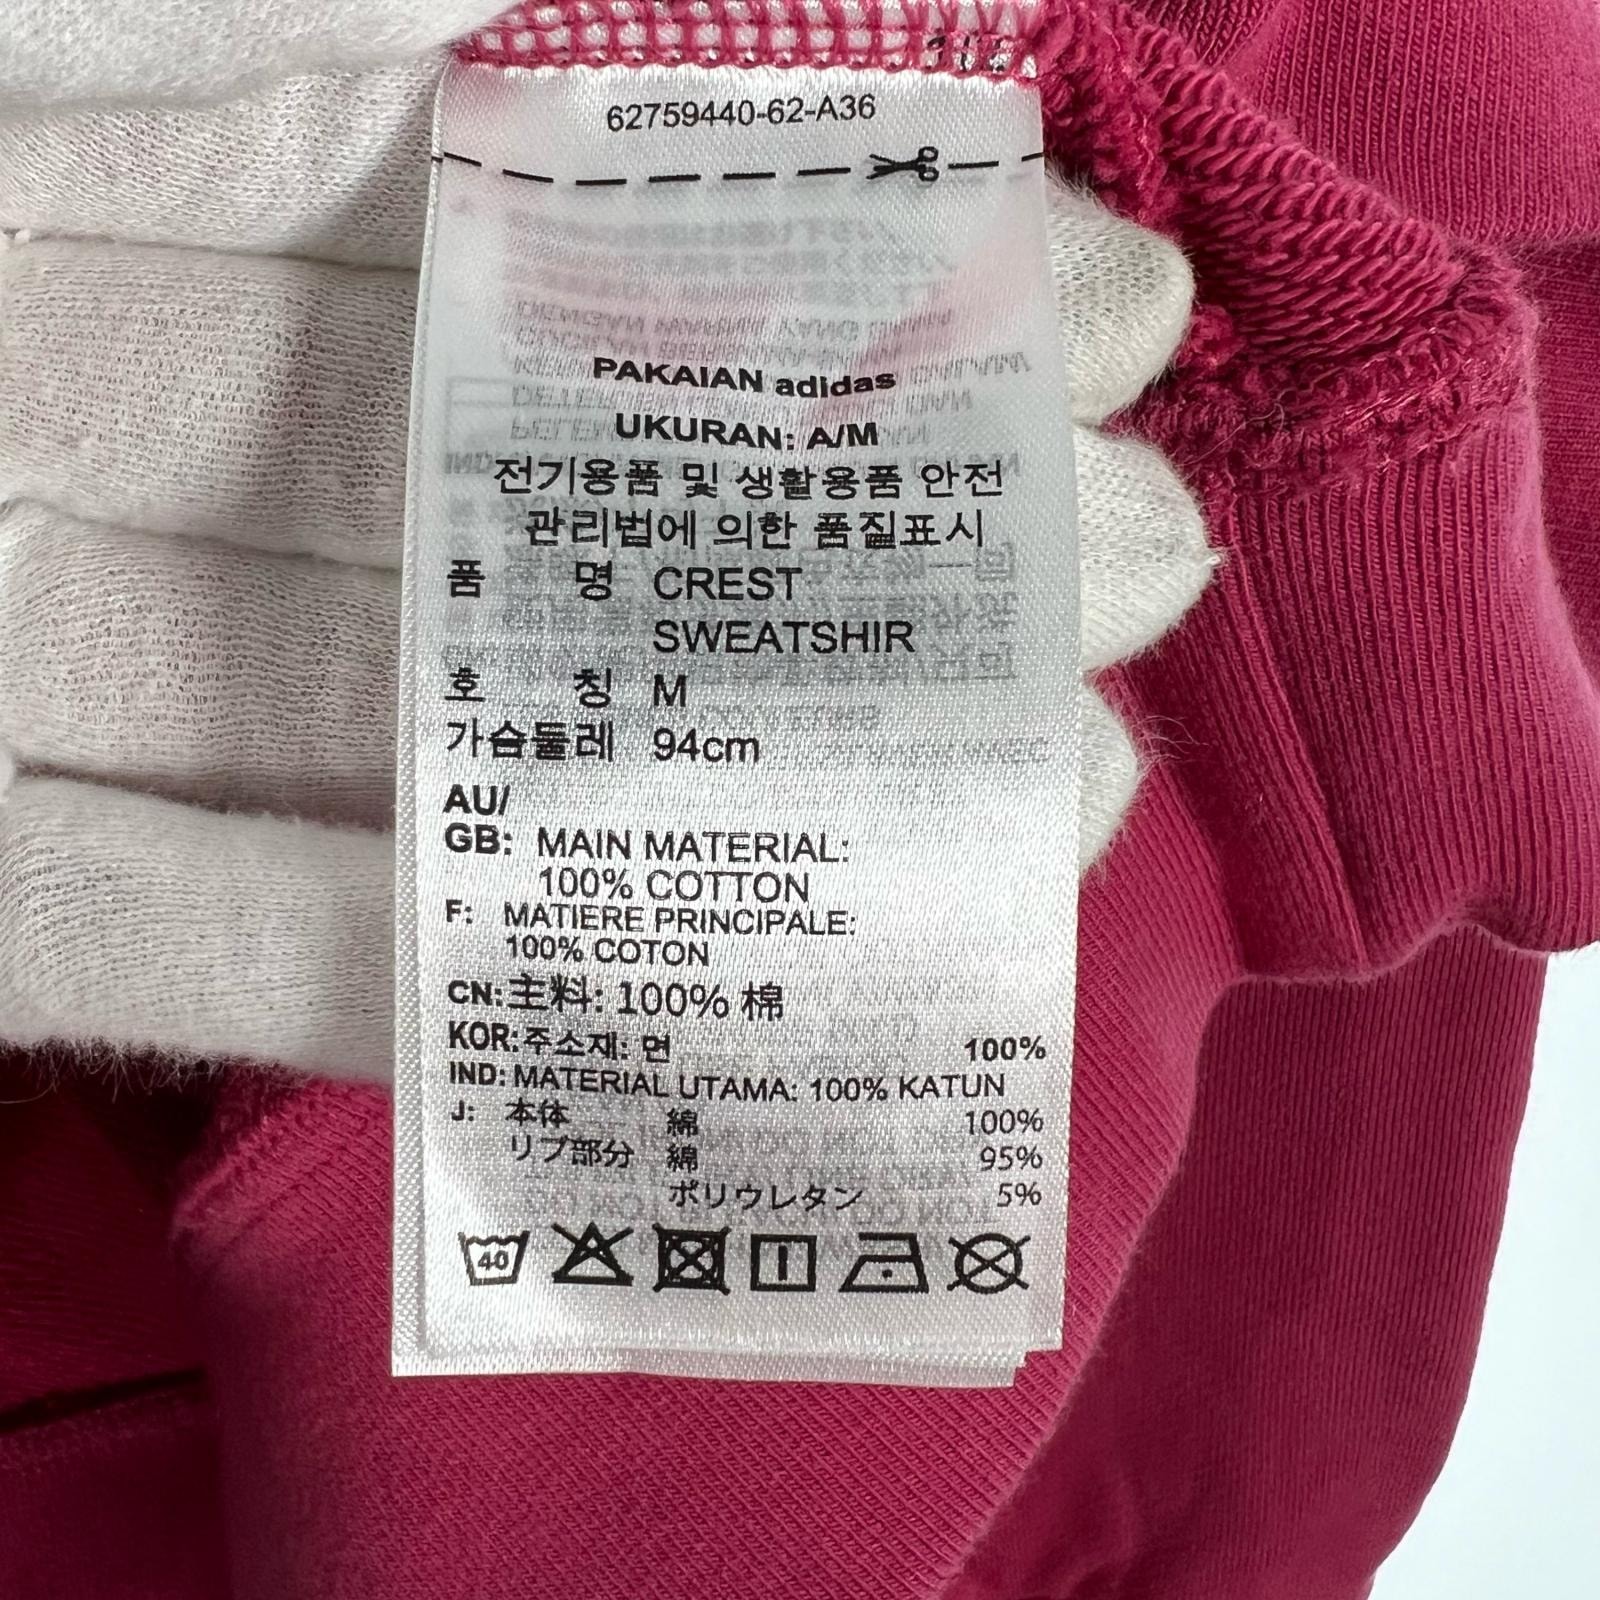 62759440-62-A36
PAKAIAN adidas
UKURAN: A/M
전기용품 및 생활용품 안전
관리법에 의한 품질표시
품 명 CREST
SWEATSHIR
호 칭 M
가슴둘레 94cm
AU/
GB: MAIN MATERIAL:
100% COTTON
F: MATIERE PRINCIPALE:
100% COTON
CN: 主料: 100% 棉
KOR: 주소재: 면 100%
IND: MATERIAL UTAMA: 100% KATUN
J: 本体 綿 100%
リブ部分 綿 95%
ポリウレタン 5%
40